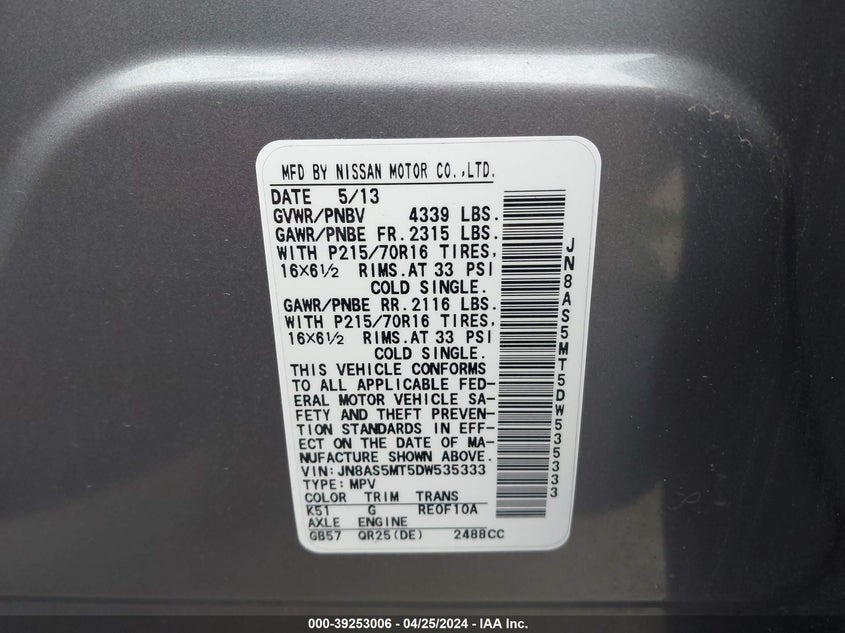 MFD BY NISSAN MOTOR CO.,LTD.
DATE 5/13
GVWR/PNBV 4339 LBS.
GAWR/PNBE FR. 2315 LBS.
WITH P215/70R16 TIRES,
16X6½ RIMS. AT 33 PSI
COLD SINGLE.
GAWR/PNBE RR. 2116 LBS.
WITH P215/70R16 TIRES,
16X6½ RIMS. AT 33 PSI
COLD SINGLE.
THIS VEHICLE CONFORMS
TO ALL APPLICABLE FED-
ERAL MOTOR VEHICLE SA-
FETY AND THEFT PREVEN-
TION STANDARDS IN EFF-
ECT ON THE DATE OF MA-
NUFACTURE SHOWN ABOVE.
VIN:JN8AS5MT5DW535333
TYPE:MPV
COLOR TRIM TRANS
K51 G RE0F10A
AXLE ENGINE
GB57 QR25(DE) 2488CC
JN8AS5MT5DW535333
000-39253006 - 04/25/2024 - IAA Inc.